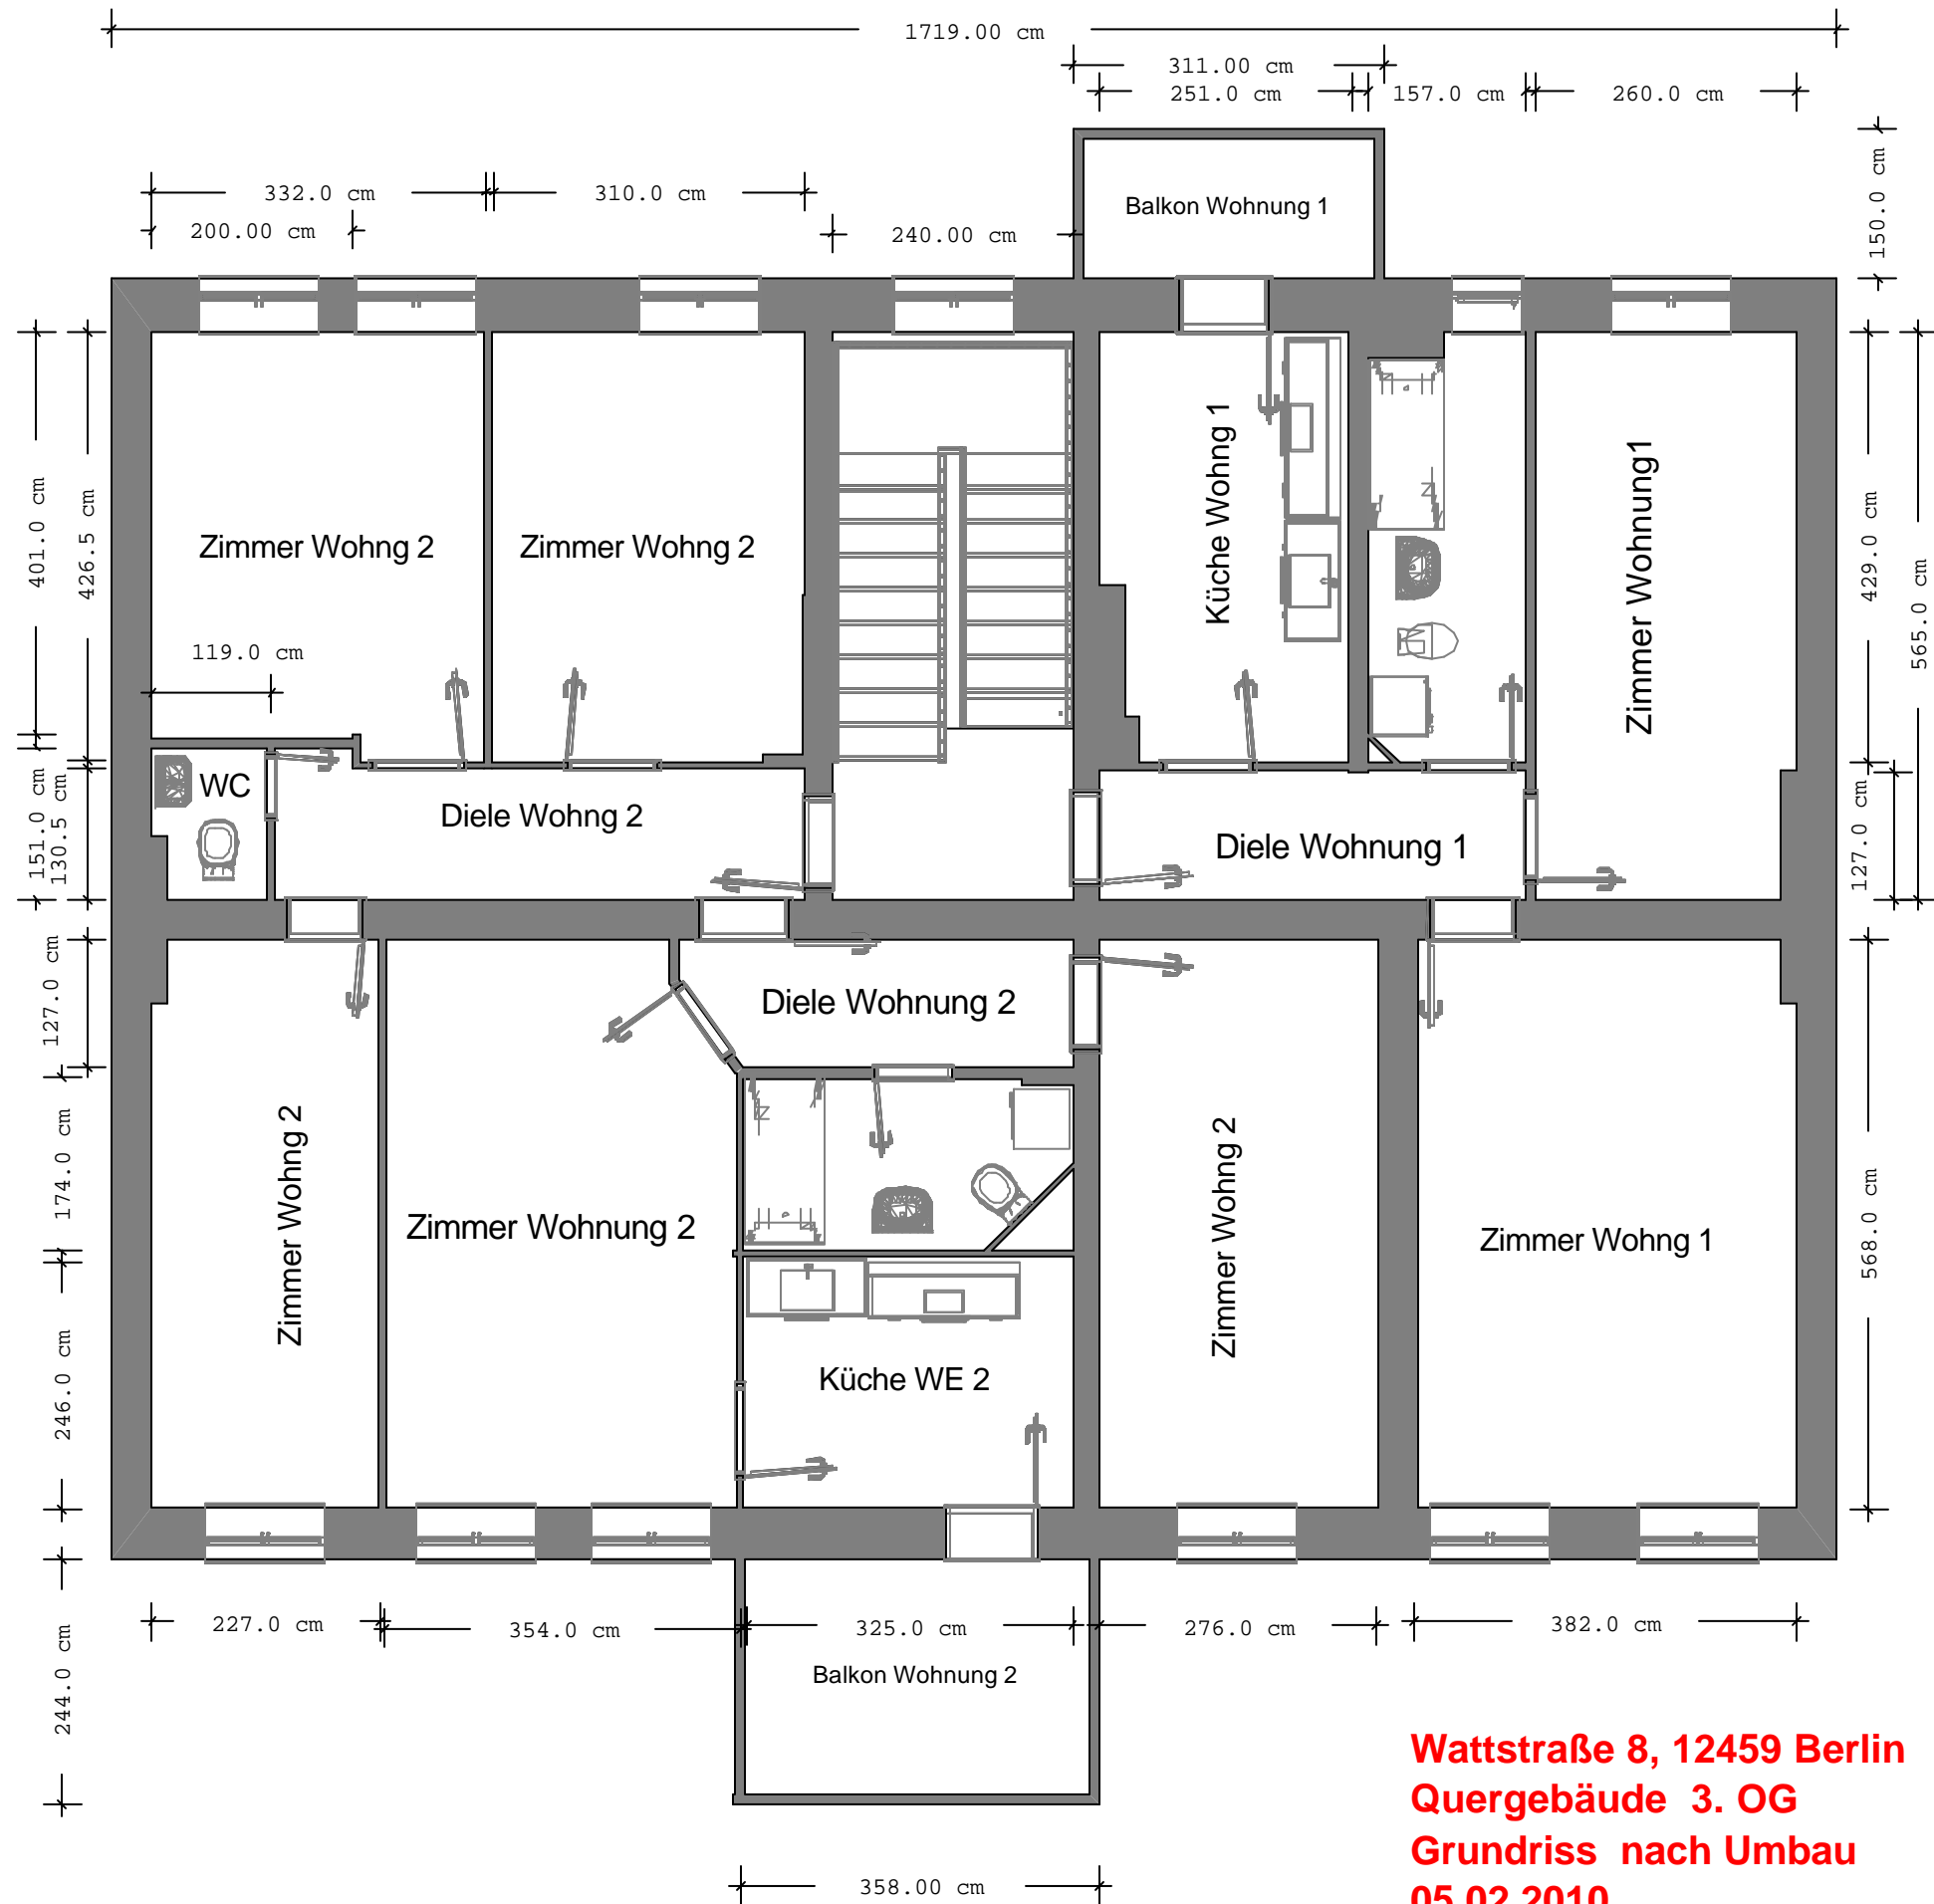 1719.00 cm
311.00 cm
251.0 cm
157.0 cm
260.0 cm
332.0 cm
310.0 cm
200.00 cm
240.00 cm
Balkon Wohnung 1
150.0 cm
401.0 cm
426.5 cm
Zimmer Wohng 2
Zimmer Wohng 2
Küche Wohng 1
Zimmer Wohnung1
429.0 cm
565.0 cm
119.0 cm
WC
Diele Wohng 2
Diele Wohnung 1
151.0 cm
130.5 cm
127.0 cm
127.0 cm
Diele Wohnung 2
174.0 cm
Zimmer Wohng 2
Zimmer Wohnung 2
Zimmer Wohng 2
Zimmer Wohng 1
568.0 cm
246.0 cm
Küche WE 2
227.0 cm
354.0 cm
325.0 cm
276.0 cm
382.0 cm
244.0 cm
Balkon Wohnung 2
358.00 cm
Wattstraße 8, 12459 Berlin
Quergebäude 3. OG
Grundriss nach Umbau
05.02.2010